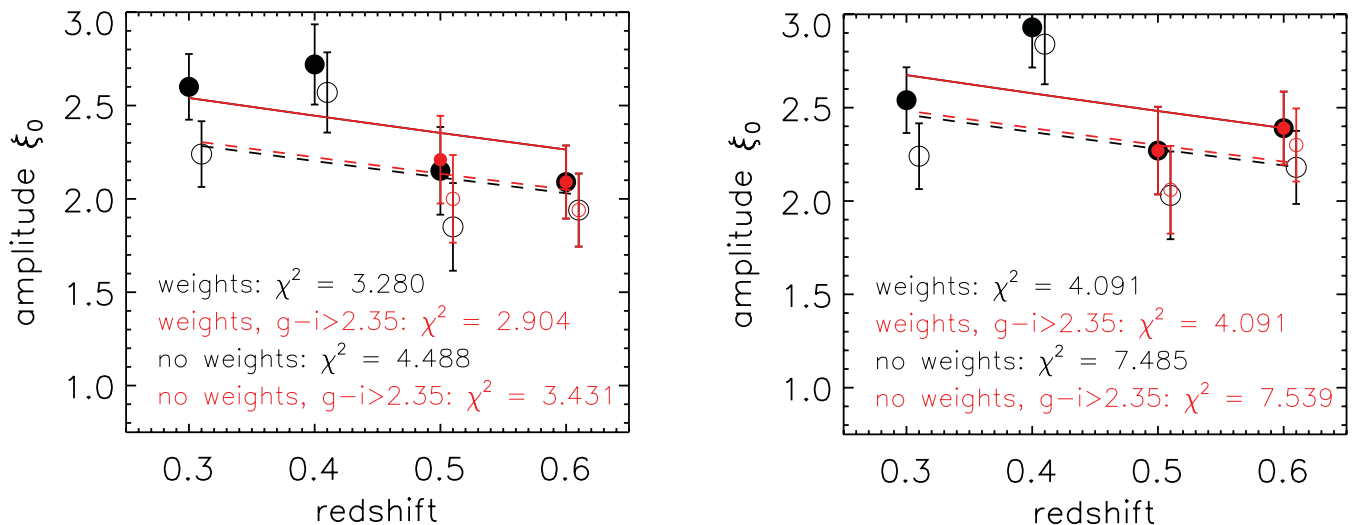 3.0
2.5
2.0
1.5
1.0
amplitude ξ₀
weights: χ² = 3.280
weights, g−i>2.35: χ² = 2.904
no weights: χ² = 4.488
no weights, g−i>2.35: χ² = 3.431
0.3 0.4 0.5 0.6
redshift
3.0
2.5
2.0
1.5
1.0
amplitude ξ₀
weights: χ² = 4.091
weights, g−i>2.35: χ² = 4.091
no weights: χ² = 7.485
no weights, g−i>2.35: χ² = 7.539
0.3 0.4 0.5 0.6
redshift